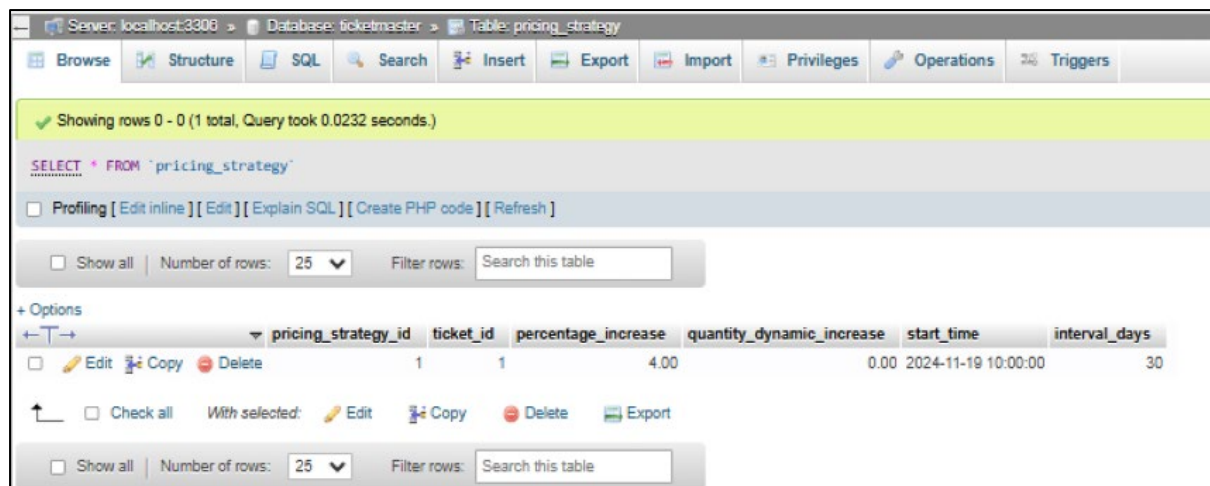 Server: localhost:3306 » Database: ticketmaster » Table: pricing_strategy
Browse Structure SQL Search Insert Export Import Privileges Operations Triggers
Showing rows 0 - 0 (1 total, Query took 0.0232 seconds.)
SELECT * FROM `pricing_strategy`
Profiling [ Edit inline ] [ Edit ] [ Explain SQL ] [ Create PHP code ] [ Refresh ]
Show all | Number of rows: 25 Filter rows: Search this table
+ Options
←T→ pricing_strategy_id ticket_id percentage_increase quantity_dynamic_increase start_time interval_days
Edit Copy Delete 1 1 4.00 0.00 2024-11-19 10:00:00 30
Check all With selected: Edit Copy Delete Export
Show all | Number of rows: 25 Filter rows: Search this table